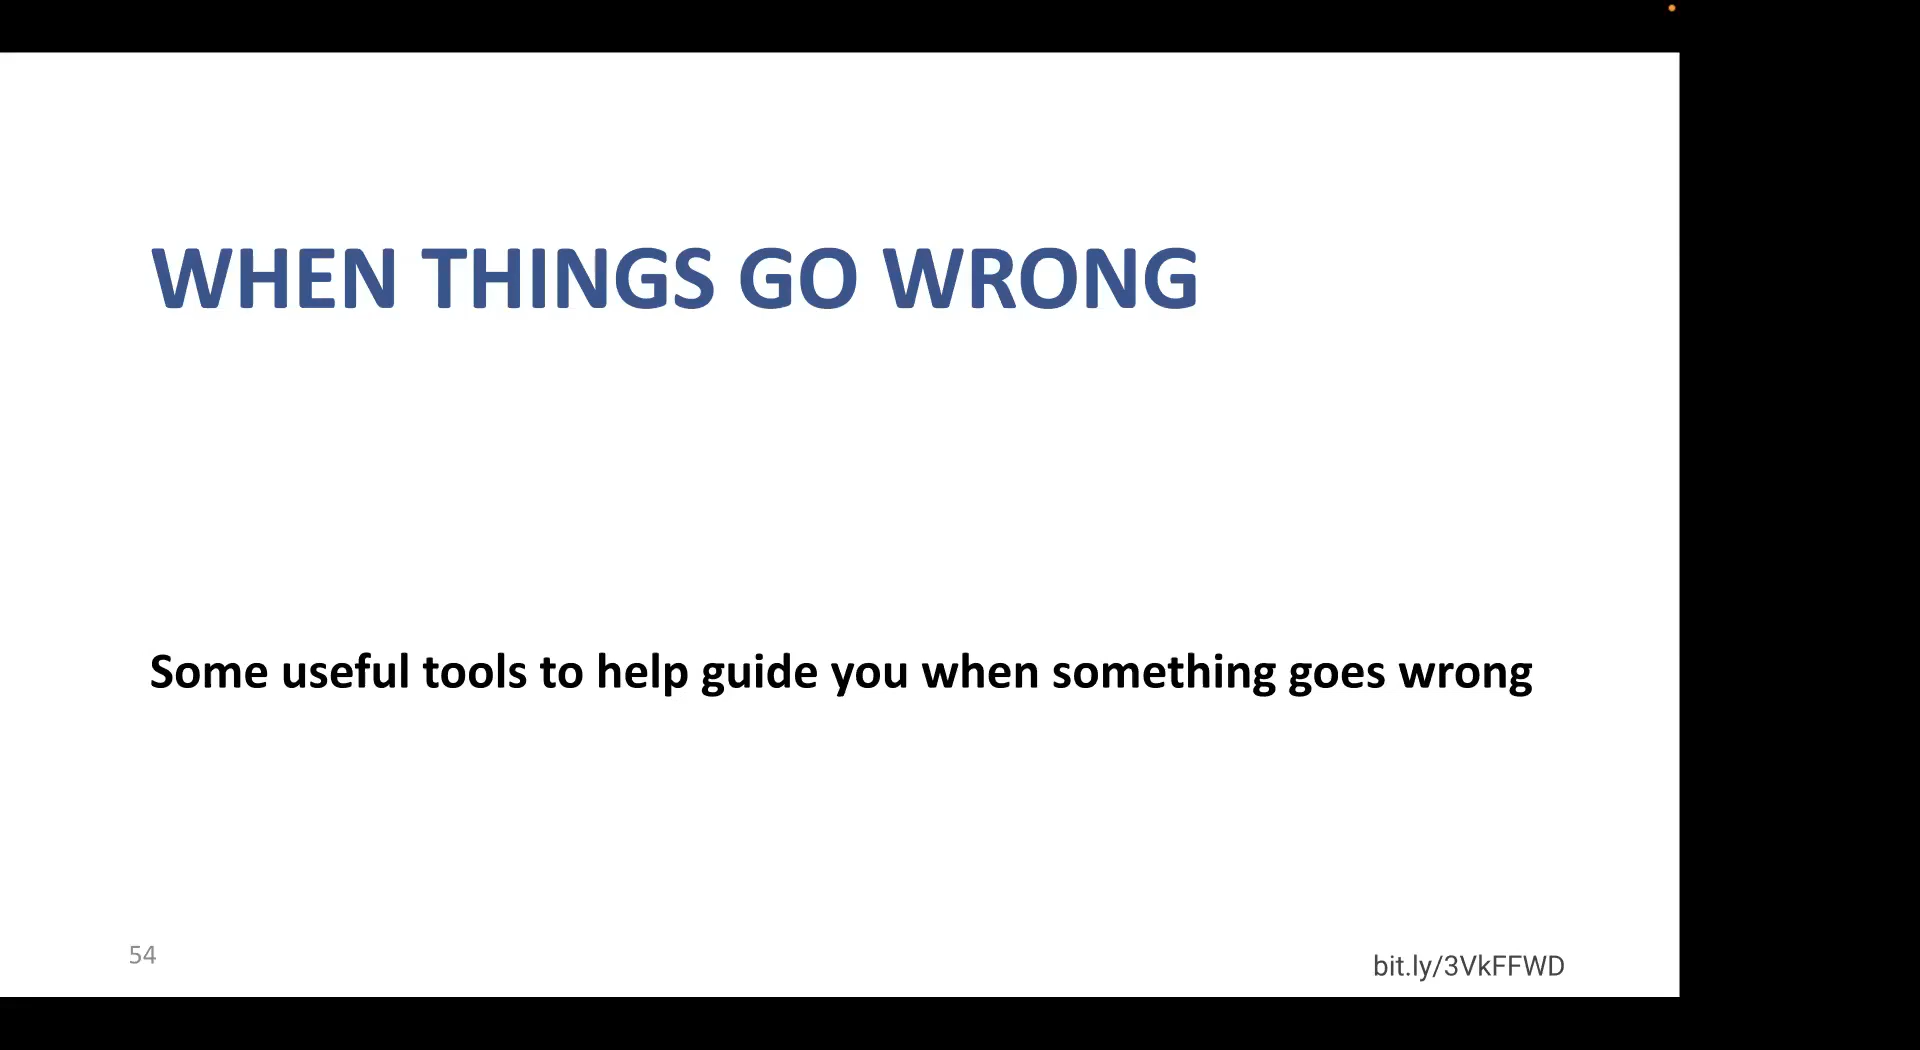 WHEN THINGS GO WRONG
Some useful tools to help guide you when something goes wrong
54
bit.ly/3VkFFWD